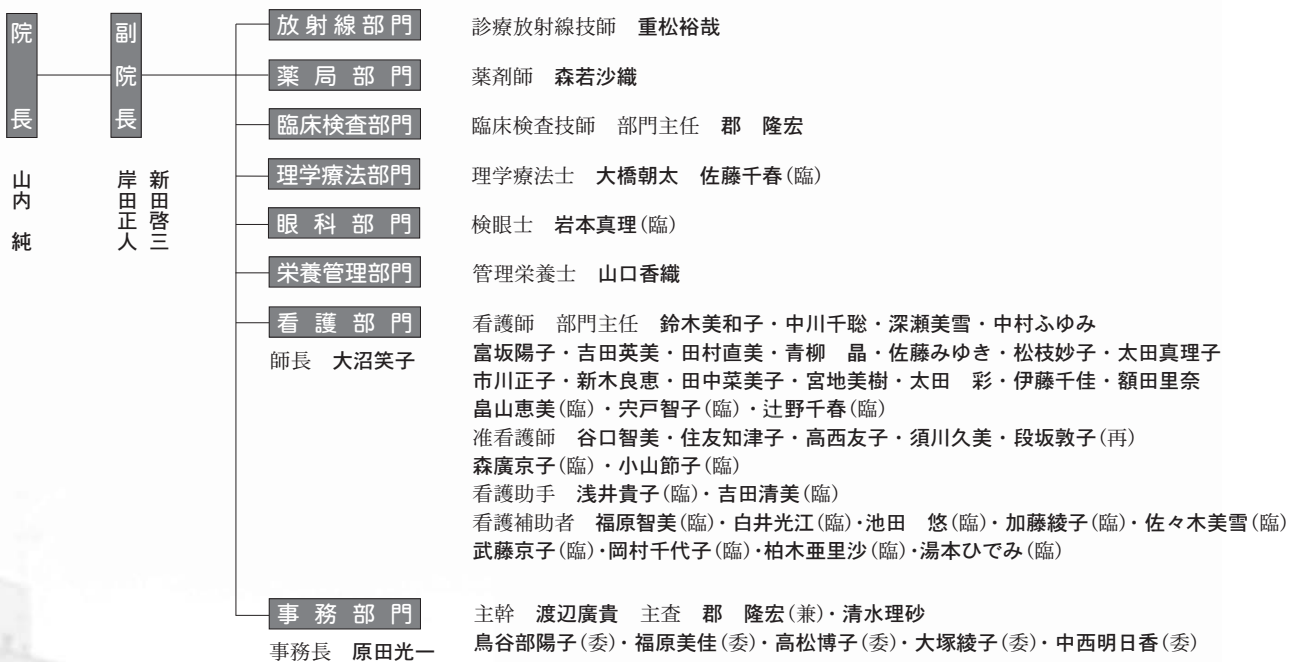 院長
山内　純
副院長
新田啓三
岸田正人
放射線部門　診療放射線技師　重松裕哉
薬局部門　薬剤師　森若沙織
臨床検査部門　臨床検査技師　部門主任　郡　隆宏
理学療法部門　理学療法士　大橋朝太　佐藤千春(臨)
眼科部門　検眼士　岩本真理(臨)
栄養管理部門　管理栄養士　山口香織
看護部門　看護師　部門主任　鈴木美和子・中川千聡・深瀬美雪・中村ふゆみ
師長　大沼笑子
富坂陽子・吉田英美・田村直美・青柳　晶・佐藤みゆき・松枝妙子・太田真理子
市川正子・新木良恵・田中菜美子・宮地美樹・太田　彩・伊藤千佳・額田里奈
畠山恵美(臨)・宍戸智子(臨)・辻野千春(臨)
准看護師　谷口智美・住友知津子・高西友子・須川久美・段坂敦子(再)
森廣京子(臨)・小山節子(臨)
看護助手　浅井貴子(臨)・吉田清美(臨)
看護補助者　福原智美(臨)・白井光江(臨)・池田　悠(臨)・加藤綾子(臨)・佐々木美雪(臨)
武藤京子(臨)・岡村千代子(臨)・柏木亜里沙(臨)・湯本ひでみ(臨)
事務部門　主幹　渡辺廣貴　主査　郡　隆宏(兼)・清水理砂
事務長　原田光一
鳥谷部陽子(委)・福原美佳(委)・高松博子(委)・大塚綾子(委)・中西明日香(委)